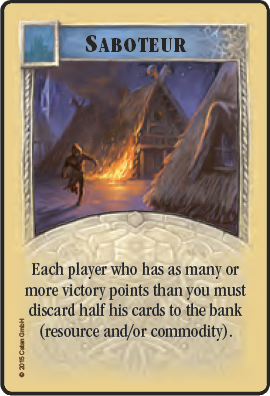 SABOTEUR
Each player who has as many or
more victory points than you must
discard half his cards to the bank
(resource and/or commodity).
© 2015 Catan GmbH